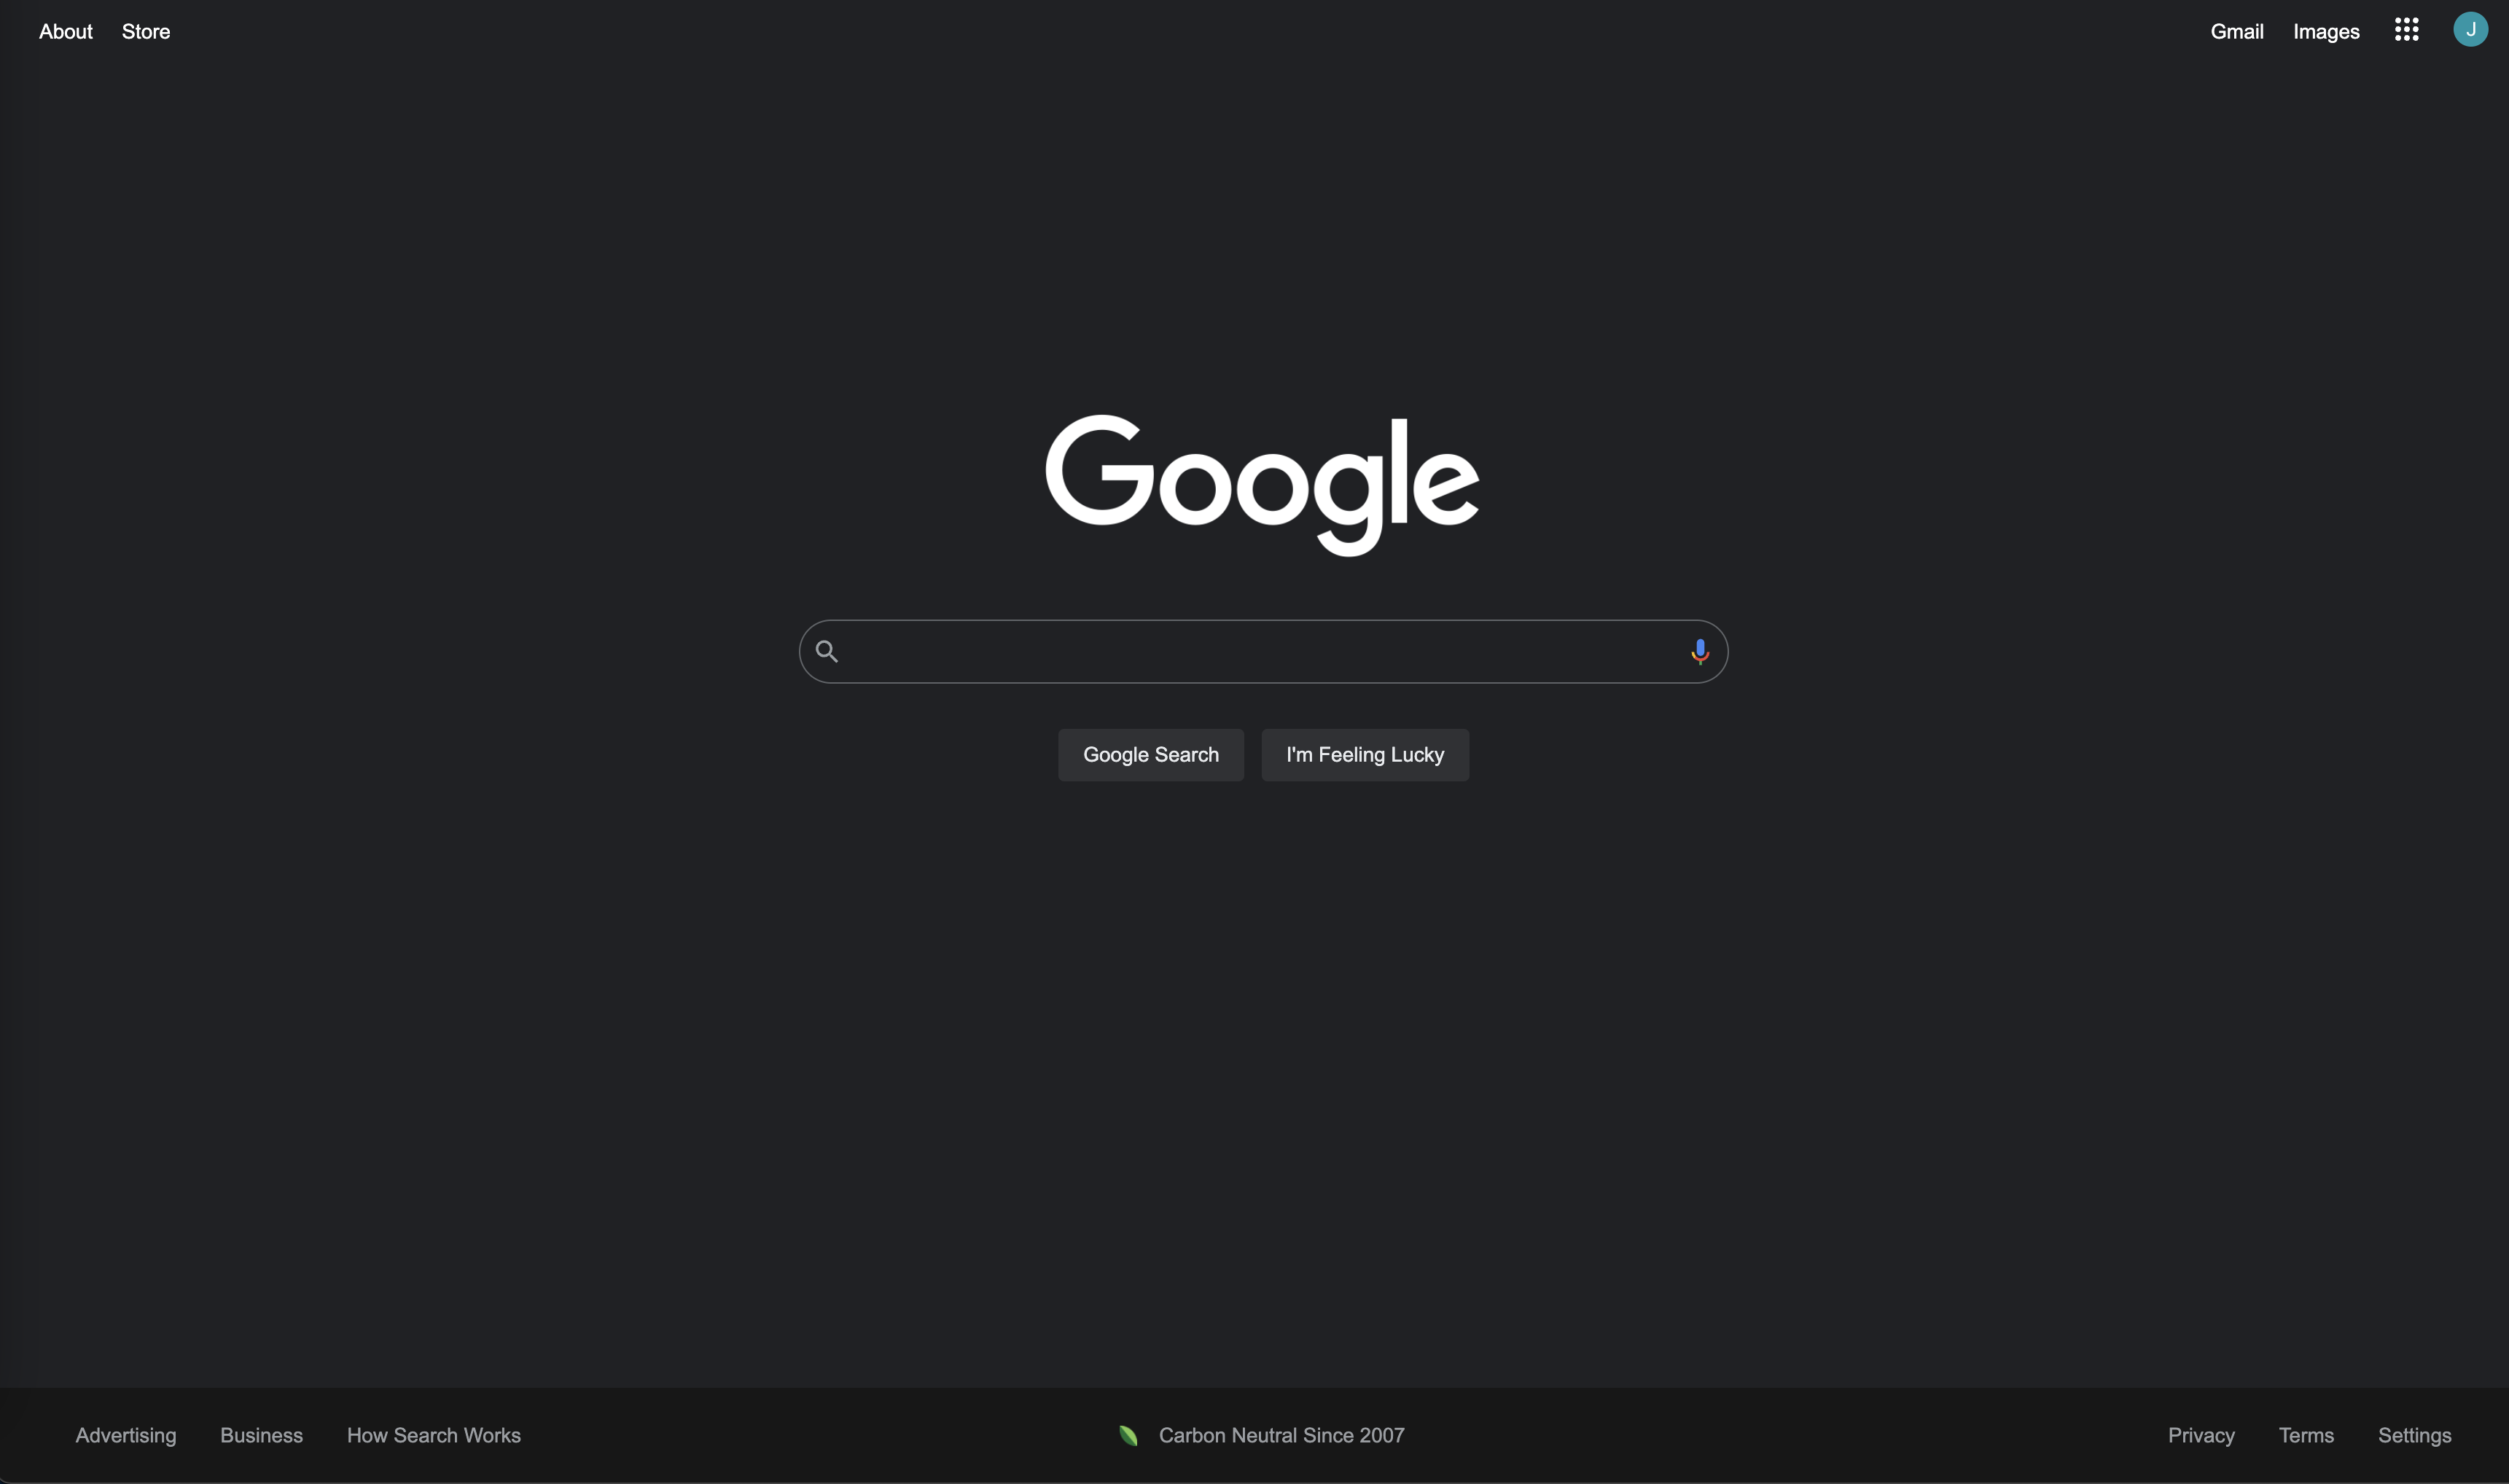 About Store Gmail Images J
Google
Google Search I'm Feeling Lucky
Advertising Business How Search Works Carbon Neutral Since 2007 Privacy Terms Settings